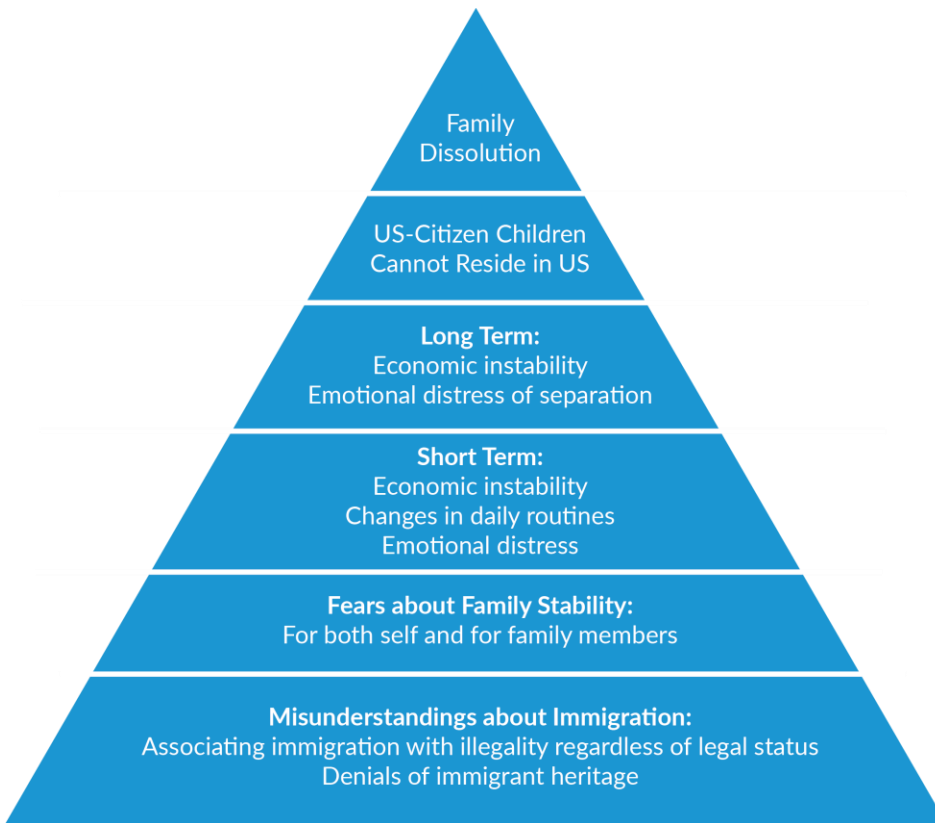 Family
Dissolution
US-Citizen Children
Cannot Reside in US
Long Term:
Economic instability
Emotional distress of separation
Short Term:
Economic instability
Changes in daily routines
Emotional distress
Fears about Family Stability:
For both self and for family members
Misunderstandings about Immigration:
Associating immigration with illegality regardless of legal status
Denials of immigrant heritage